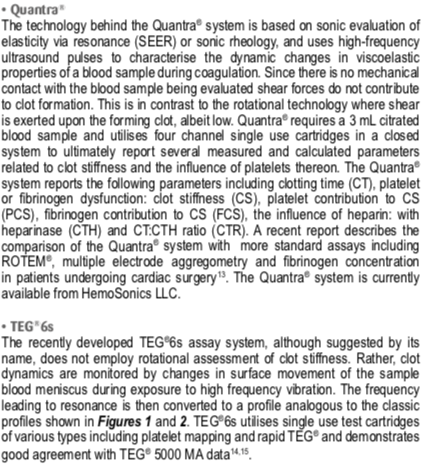 • Quantra®
The technology behind the Quantra® system is based on sonic evaluation of
elasticity via resonance (SEER) or sonic rheology, and uses high-frequency
ultrasound pulses to characterise the dynamic changes in viscoelastic
properties of a blood sample during coagulation. Since there is no mechanical
contact with the blood sample being evaluated shear forces do not contribute
to clot formation. This is in contrast to the rotational technology where shear
is exerted upon the forming clot, albeit low. Quantra® requires a 3 mL citrated
blood sample and utilises four channel single use cartridges in a closed
system to ultimately report several measured and calculated parameters
related to clot stiffness and the influence of platelets thereon. The Quantra®
system reports the following parameters including clotting time (CT), platelet
or fibrinogen dysfunction: clot stiffness (CS), platelet contribution to CS
(PCS), fibrinogen contribution to CS (FCS), the influence of heparin: with
heparinase (CTH) and CT:CTH ratio (CTR). A recent report describes the
comparison of the Quantra® system with more standard assays including
ROTEM®, multiple electrode aggregometry and fibrinogen concentration
in patients undergoing cardiac surgery¹³. The Quantra® system is currently
available from HemoSonics LLC.
• TEG®6s
The recently developed TEG®6s assay system, although suggested by its
name, does not employ rotational assessment of clot stiffness. Rather, clot
dynamics are monitored by changes in surface movement of the sample
blood meniscus during exposure to high frequency vibration. The frequency
leading to resonance is then converted to a profile analogous to the classic
profiles shown in Figures 1 and 2. TEG®6s utilises single use test cartridges
of various types including platelet mapping and rapid TEG® and demonstrates
good agreement with TEG® 5000 MA data¹⁴,¹⁵.